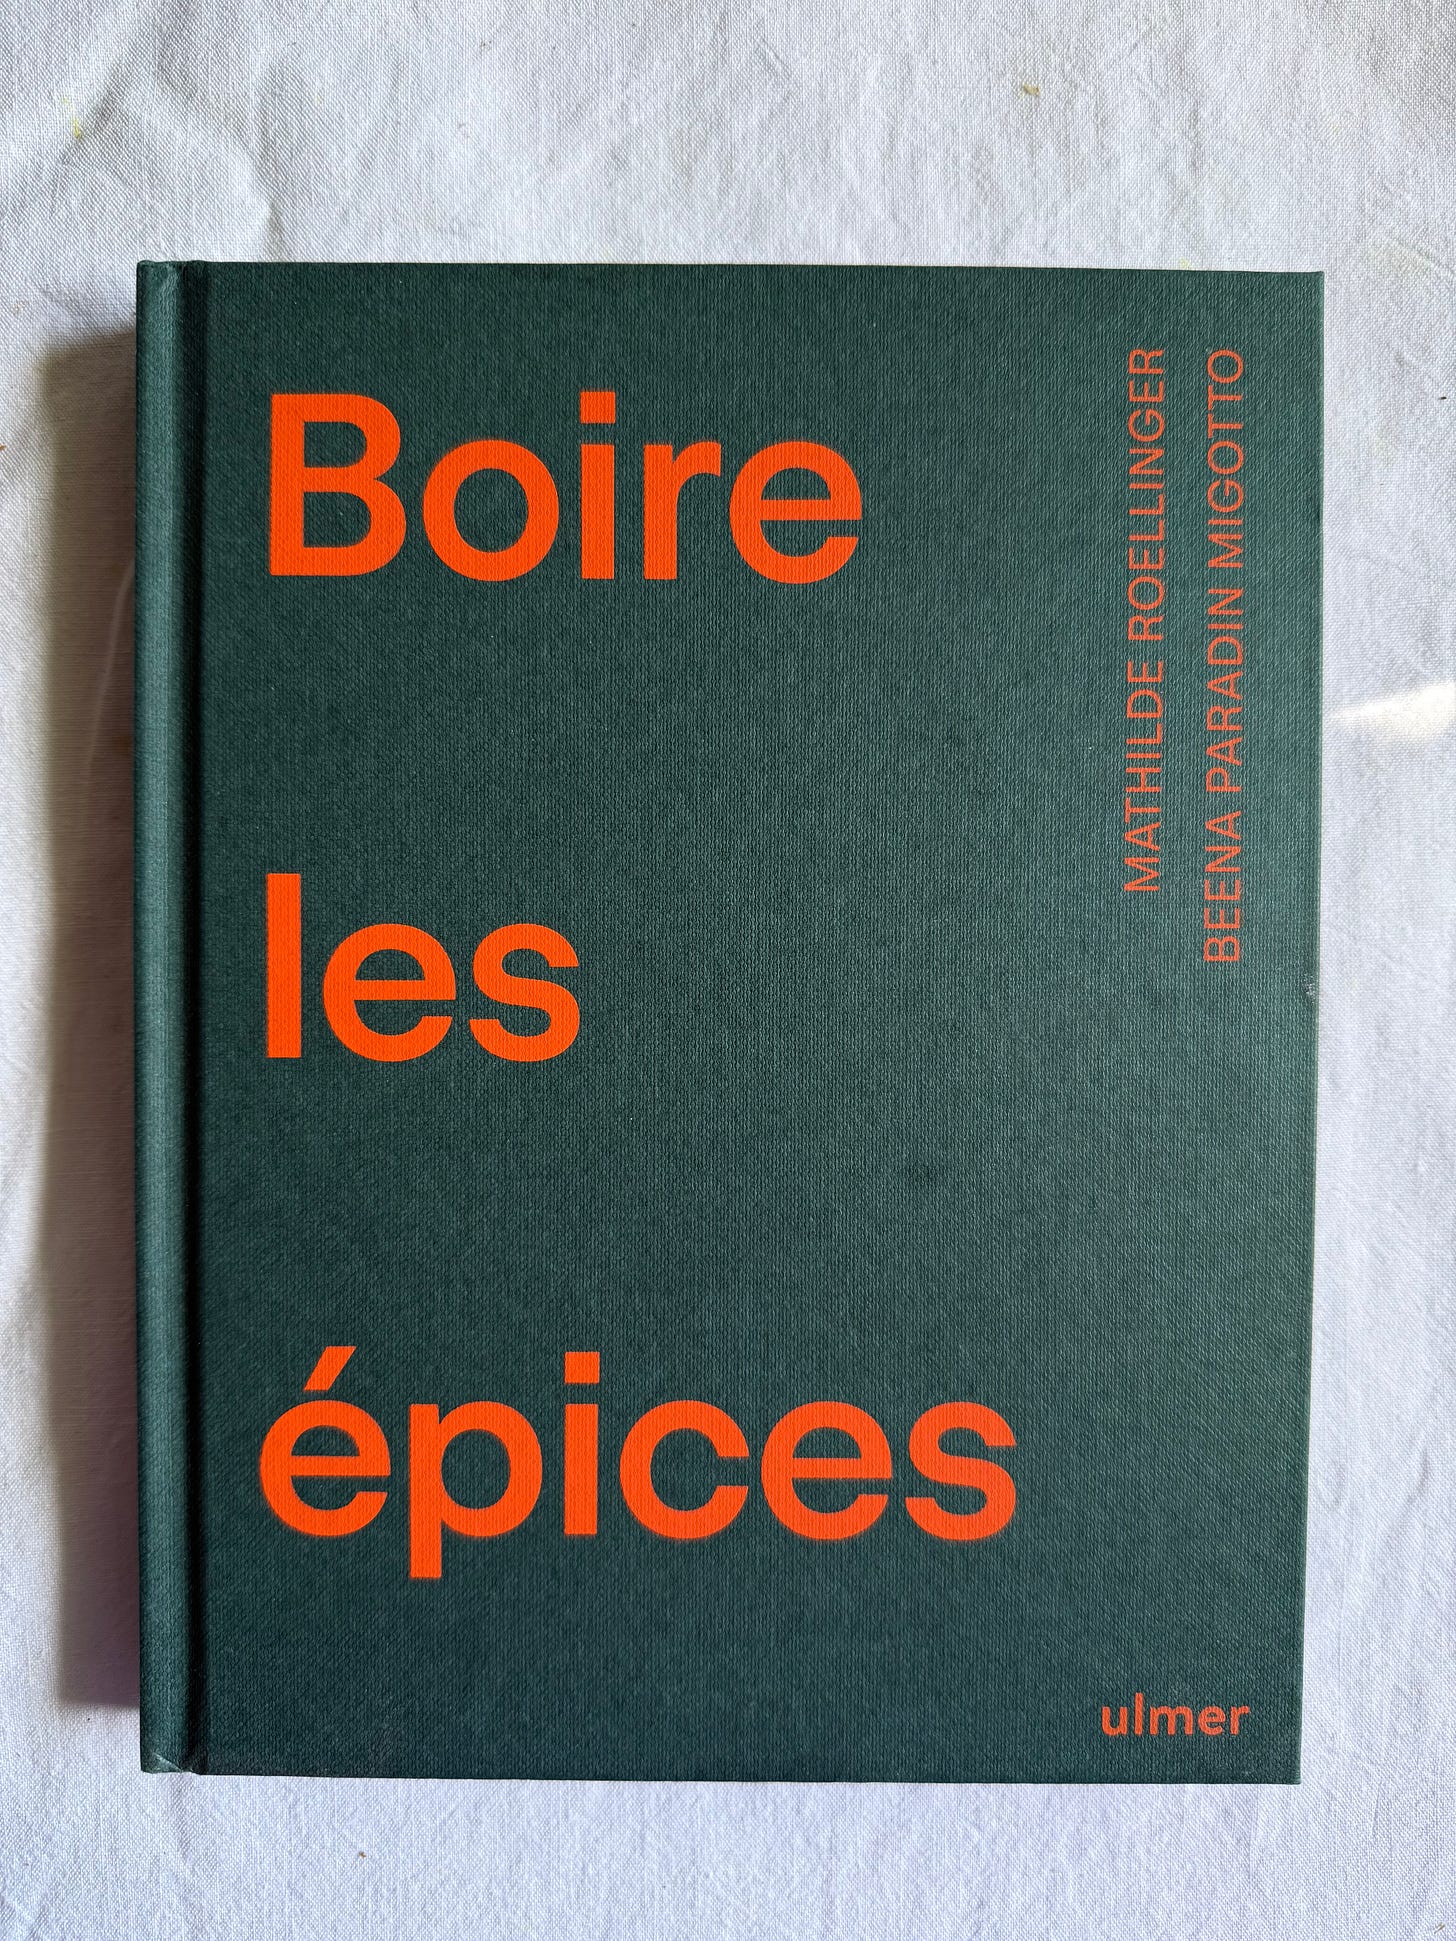 Boire
les
épices
MATHILDE ROELLINGER
BEENA PARADIN MIGOTTO
ulmer